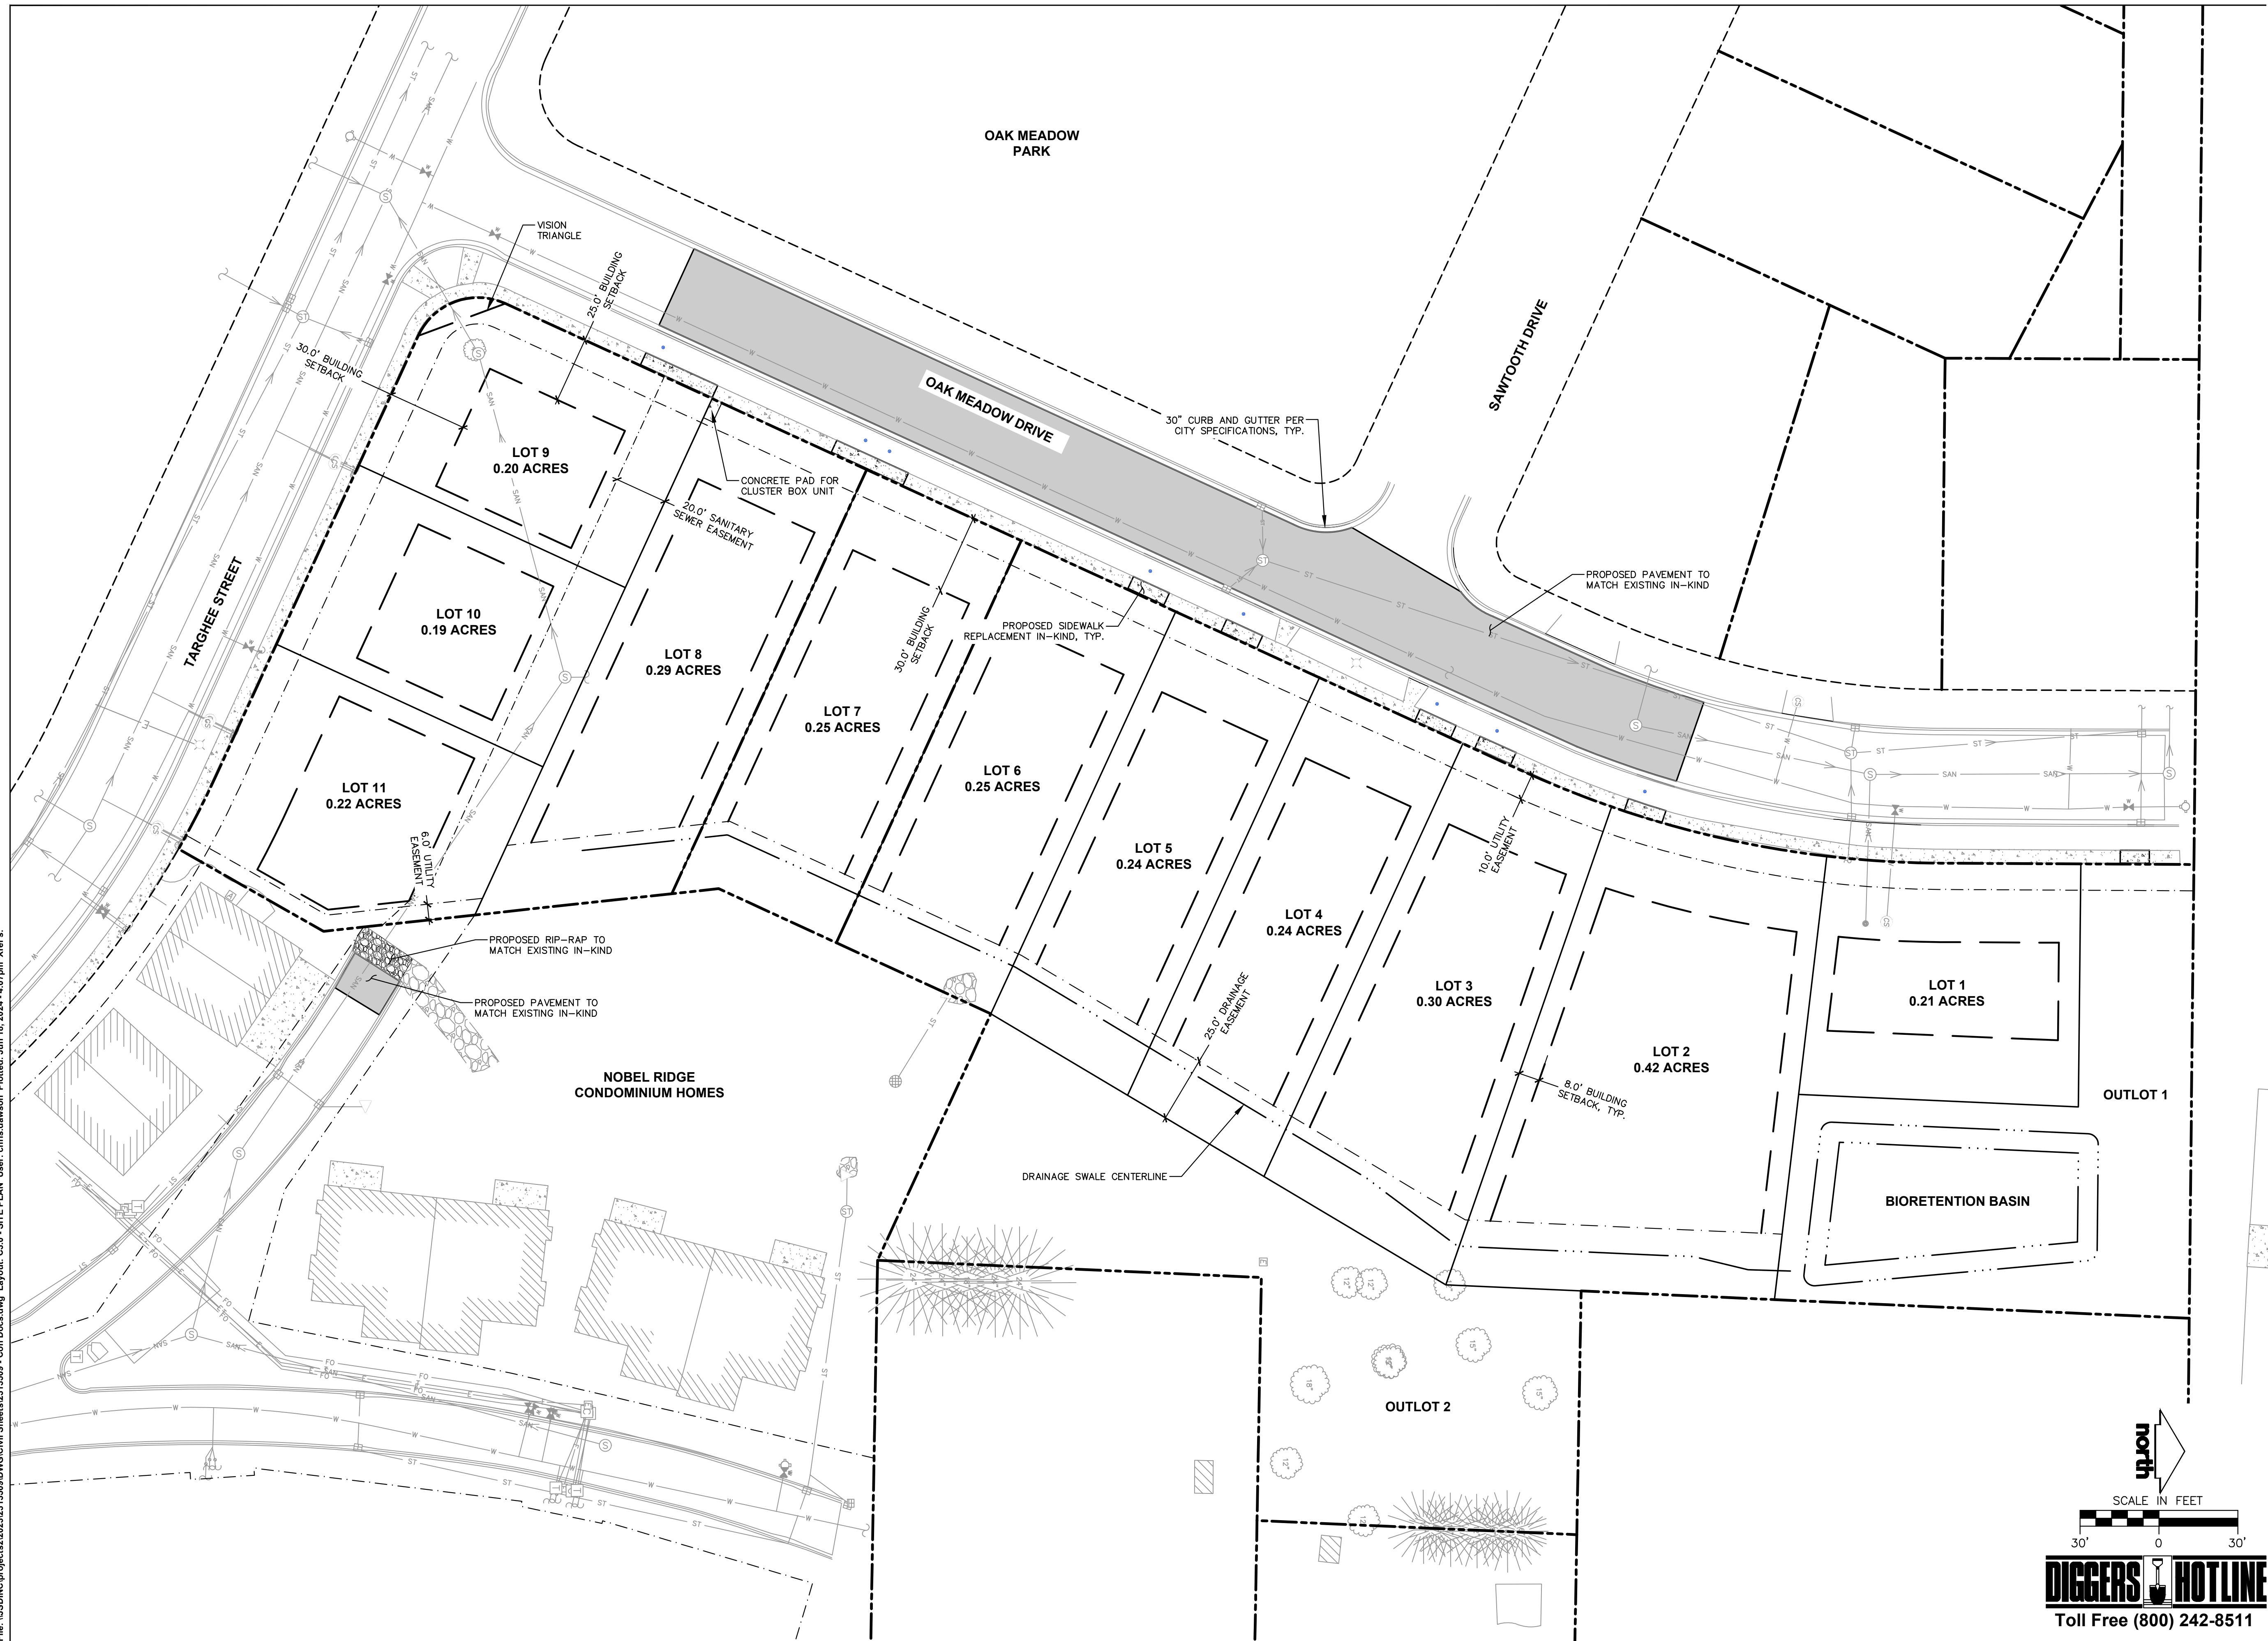 OAK MEADOW
PARK
VISION
TRIANGLE
25.0' BUILDING
SETBACK
30.0' BUILDING
SETBACK
OAK MEADOW DRIVE
SAWTOOTH DRIVE
30" CURB AND GUTTER PER
CITY SPECIFICATIONS, TYP.
LOT 9
0.20 ACRES
CONCRETE PAD FOR
CLUSTER BOX UNIT
20.0' SANITARY
SEWER EASEMENT
TARGHEE STREET
LOT 10
0.19 ACRES
LOT 8
0.29 ACRES
30.0' BUILDING
SETBACK
PROPOSED SIDEWALK
REPLACEMENT IN-KIND, TYP.
PROPOSED PAVEMENT TO
MATCH EXISTING IN-KIND
LOT 7
0.25 ACRES
LOT 6
0.25 ACRES
LOT 11
0.22 ACRES
6.0' UTILITY
EASEMENT
LOT 5
0.24 ACRES
10.0' UTILITY
EASEMENT
LOT 4
0.24 ACRES
PROPOSED RIP-RAP TO
MATCH EXISTING IN-KIND
PROPOSED PAVEMENT TO
MATCH EXISTING IN-KIND
25.0' DRAINAGE
EASEMENT
LOT 3
0.30 ACRES
LOT 1
0.21 ACRES
LOT 2
0.42 ACRES
8.0' BUILDING
SETBACK, TYP.
NOBEL RIDGE
CONDOMINIUM HOMES
OUTLOT 1
DRAINAGE SWALE CENTERLINE
BIORETENTION BASIN
OUTLOT 2
12"
12"
15"
18"
15"
12"
north
SCALE IN FEET
30' 0 30'
DIGGERS HOTLINE
Toll Free (800) 242-8511